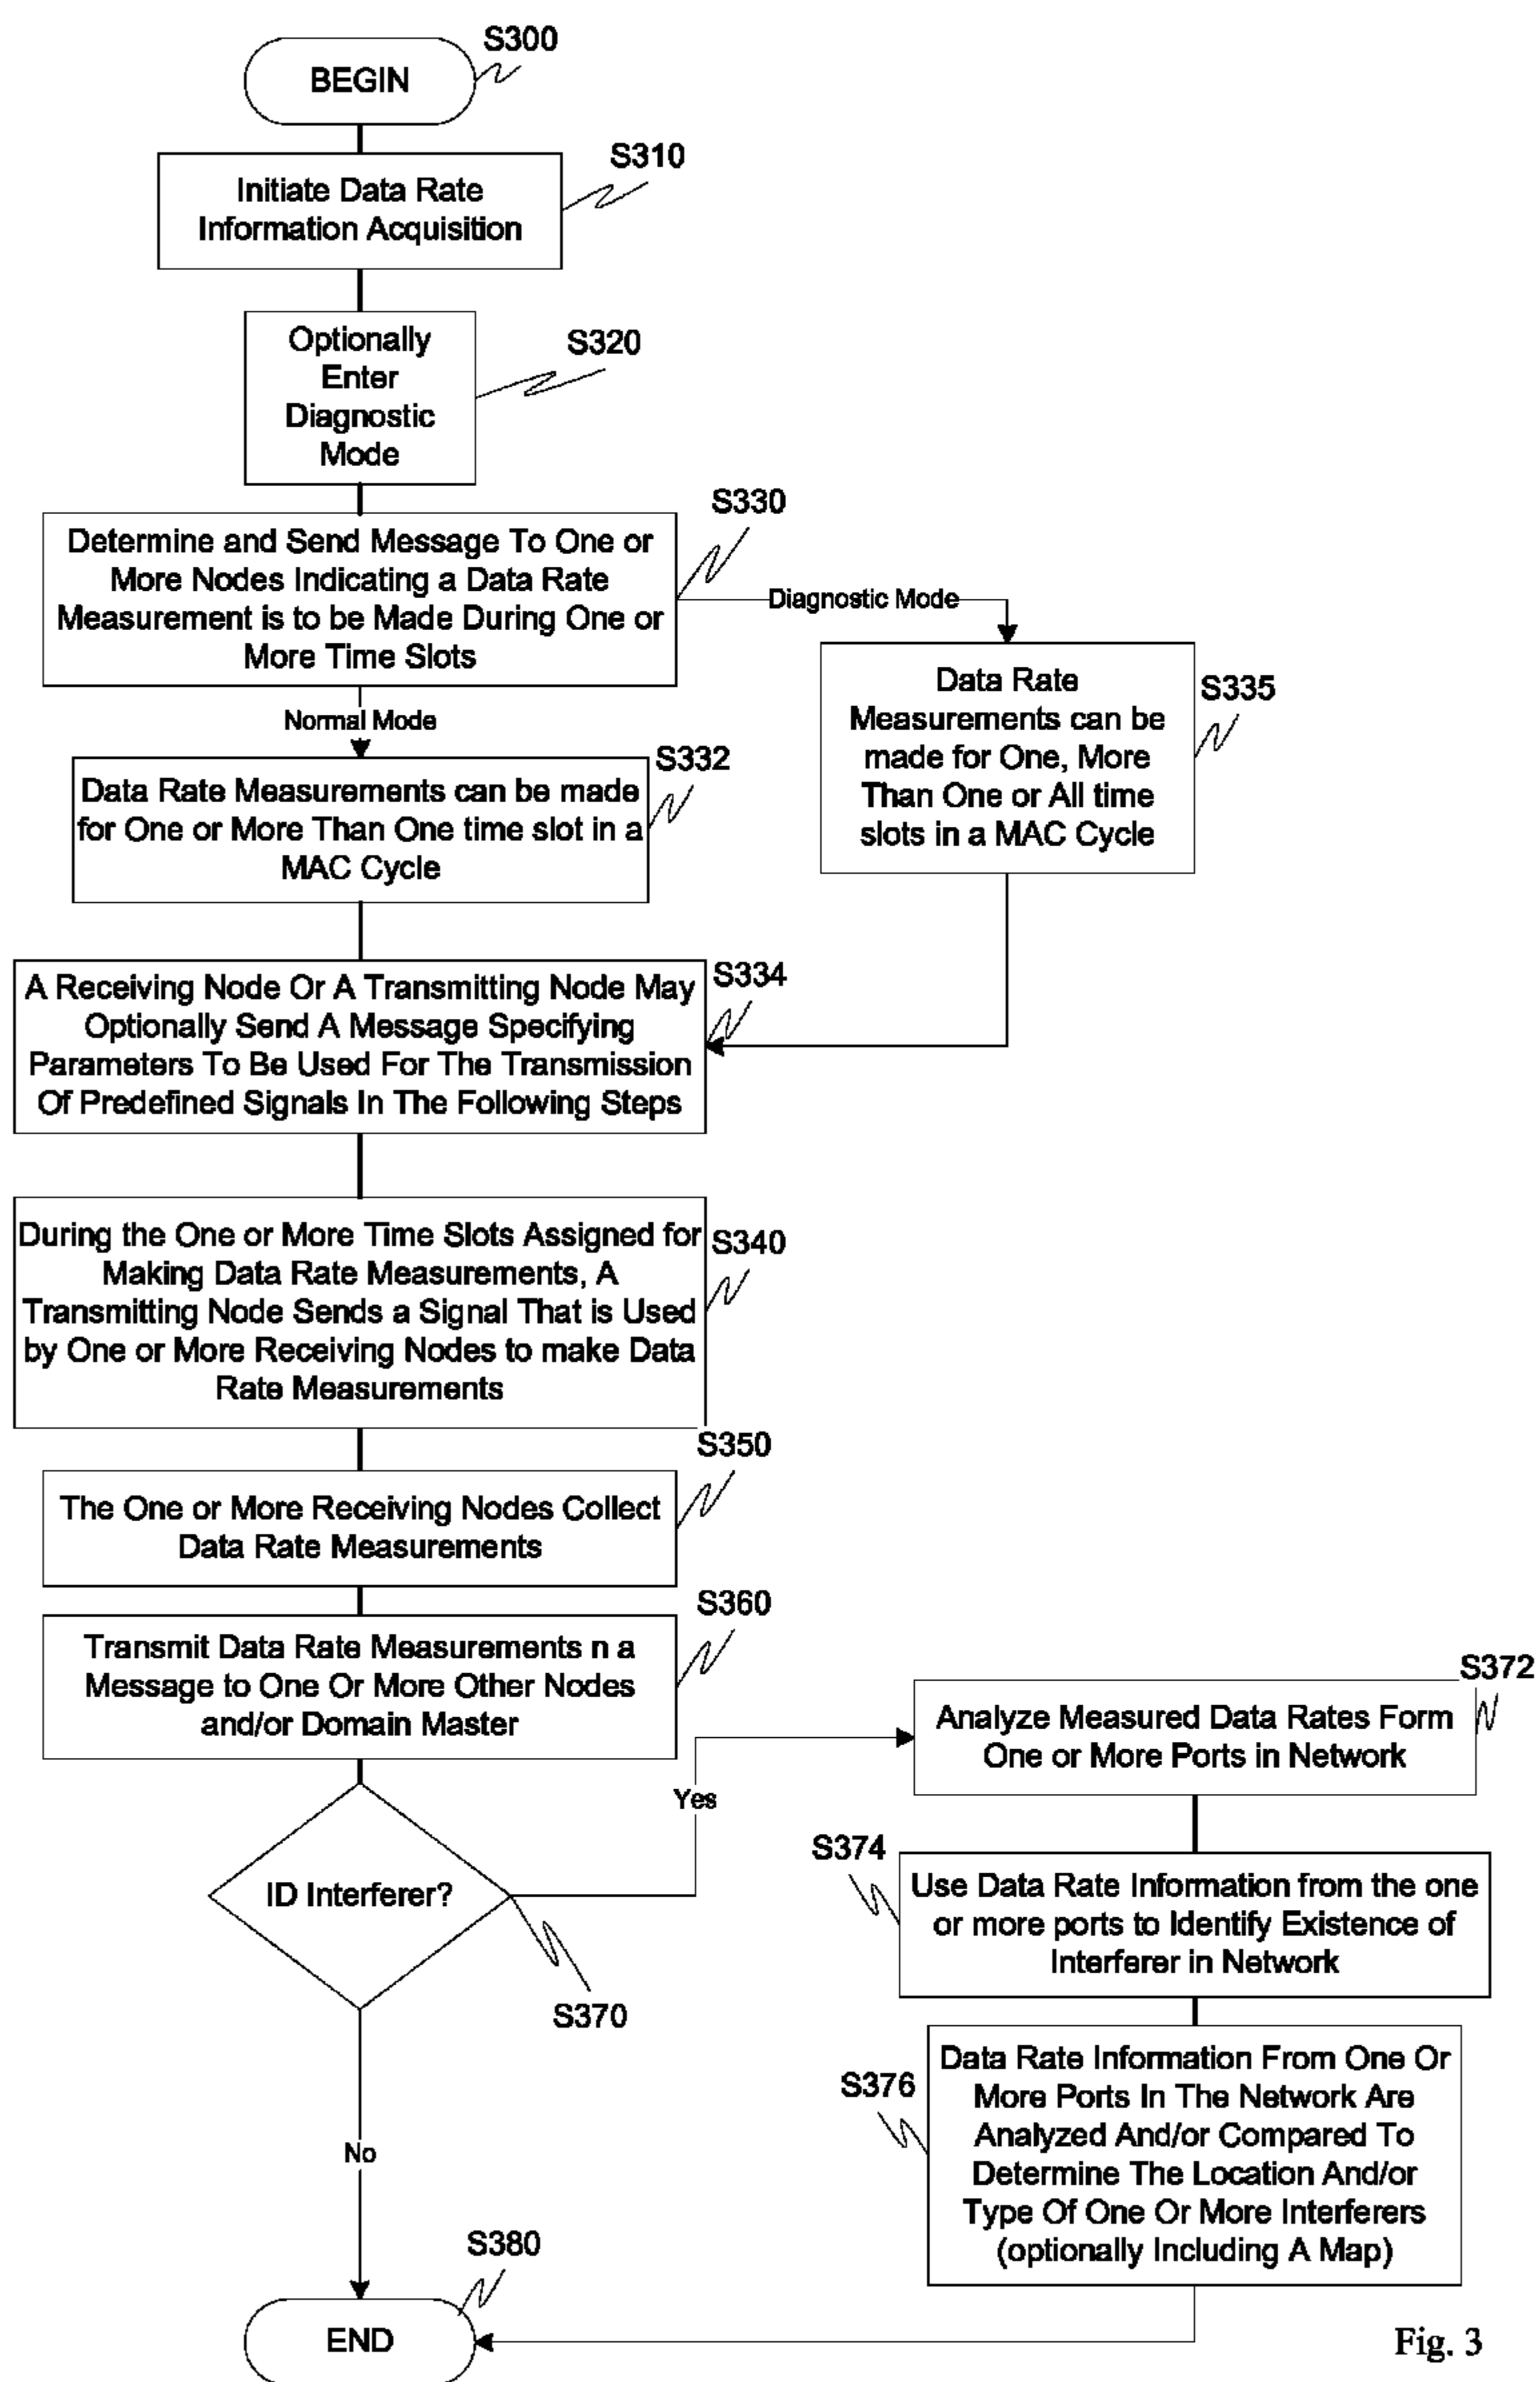 BEGIN
S300
Initiate Data Rate
Information Acquisition
S310
Optionally
Enter
Diagnostic
Mode
S320
Determine and Send Message To One or
More Nodes Indicating a Data Rate
Measurement is to be Made During One or
More Time Slots
S330
Diagnostic Mode
Normal Mode
Data Rate
Measurements can be
made for One, More
Than One or All time
slots in a MAC Cycle
S335
Data Rate Measurements can be made
for One or More Than One time slot in a
MAC Cycle
S332
A Receiving Node Or A Transmitting Node May
Optionally Send A Message Specifying
Parameters To Be Used For The Transmission
Of Predefined Signals In The Following Steps
S334
During the One or More Time Slots Assigned for
Making Data Rate Measurements, A
Transmitting Node Sends a Signal That is Used
by One or More Receiving Nodes to make Data
Rate Measurements
S340
The One or More Receiving Nodes Collect
Data Rate Measurements
S350
Transmit Data Rate Measurements n a
Message to One Or More Other Nodes
and/or Domain Master
S360
ID Interferer?
S370
Yes
Analyze Measured Data Rates Form
One or More Ports in Network
S372
Use Data Rate Information from the one
or more ports to Identify Existence of
Interferer in Network
S374
Data Rate Information From One Or
More Ports In The Network Are
Analyzed And/or Compared To
Determine The Location And/or
Type Of One Or More Interferers
(optionally Including A Map)
S376
No
END
S380
Fig. 3